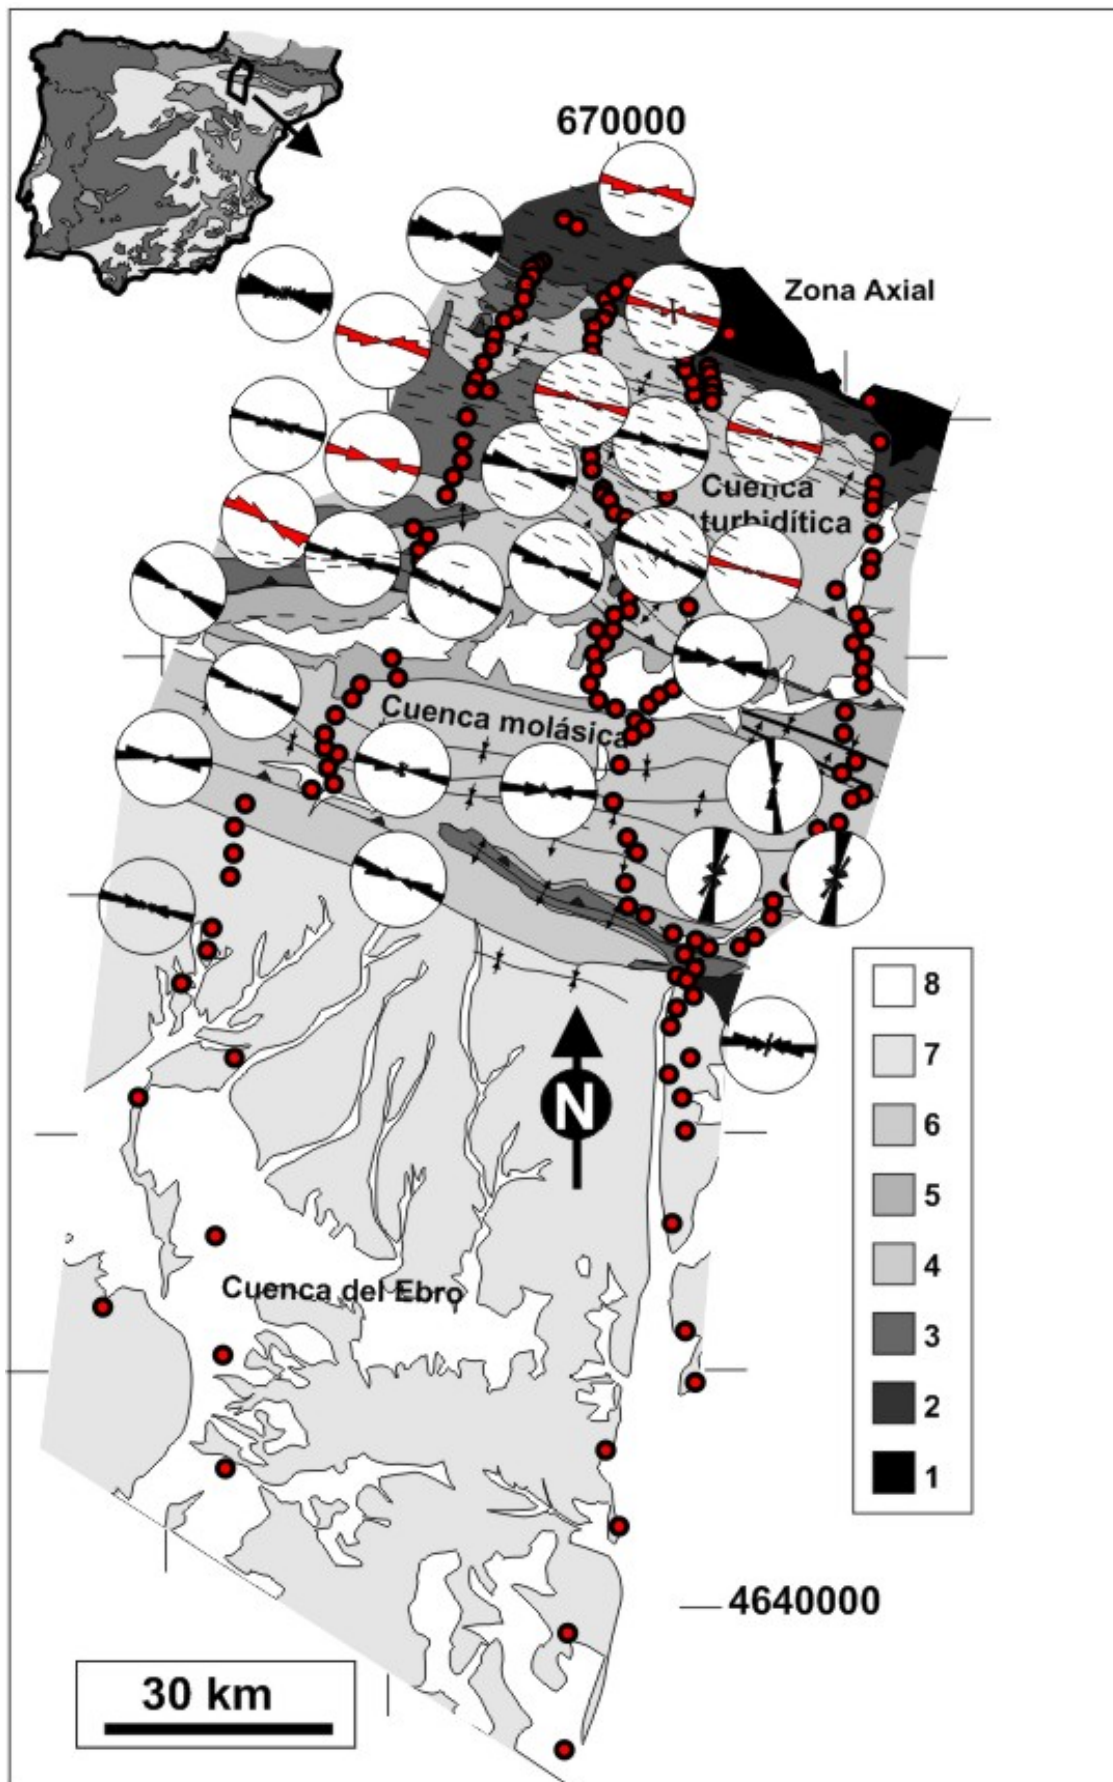 670000
Zona Axial
Cuenca
turbidítica
Cuenca molásica
N
Cuenca del Ebro
8
7
6
5
4
3
2
1
4640000
30 km